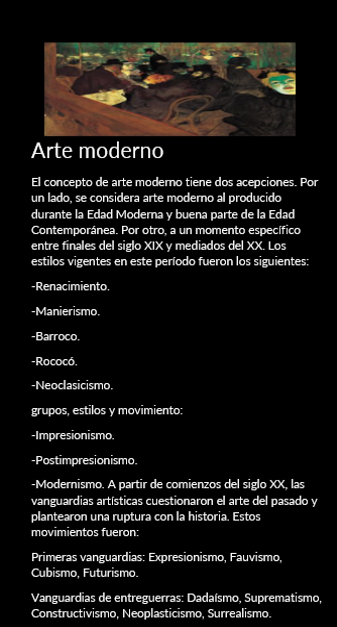 Arte moderno
El concepto de arte moderno tiene dos acepciones. Por
un lado, se considera arte moderno al producido
durante la Edad Moderna y buena parte de la Edad
Contemporánea. Por otro, a un momento específico
entre finales del siglo XIX y mediados del XX. Los
estilos vigentes en este período fueron los siguientes:
-Renacimiento.
-Manierismo.
-Barroco.
-Rococó.
-Neoclasicismo.
grupos, estilos y movimiento:
-Impresionismo.
-Postimpresionismo.
-Modernismo. A partir de comienzos del siglo XX, las
vanguardias artísticas cuestionaron el arte del pasado y
plantearon una ruptura con la historia. Estos
movimientos fueron:
Primeras vanguardias: Expresionismo, Fauvismo,
Cubismo, Futurismo.
Vanguardias de entreguerras: Dadaísmo, Suprematismo,
Constructivismo, Neoplasticismo, Surrealismo.